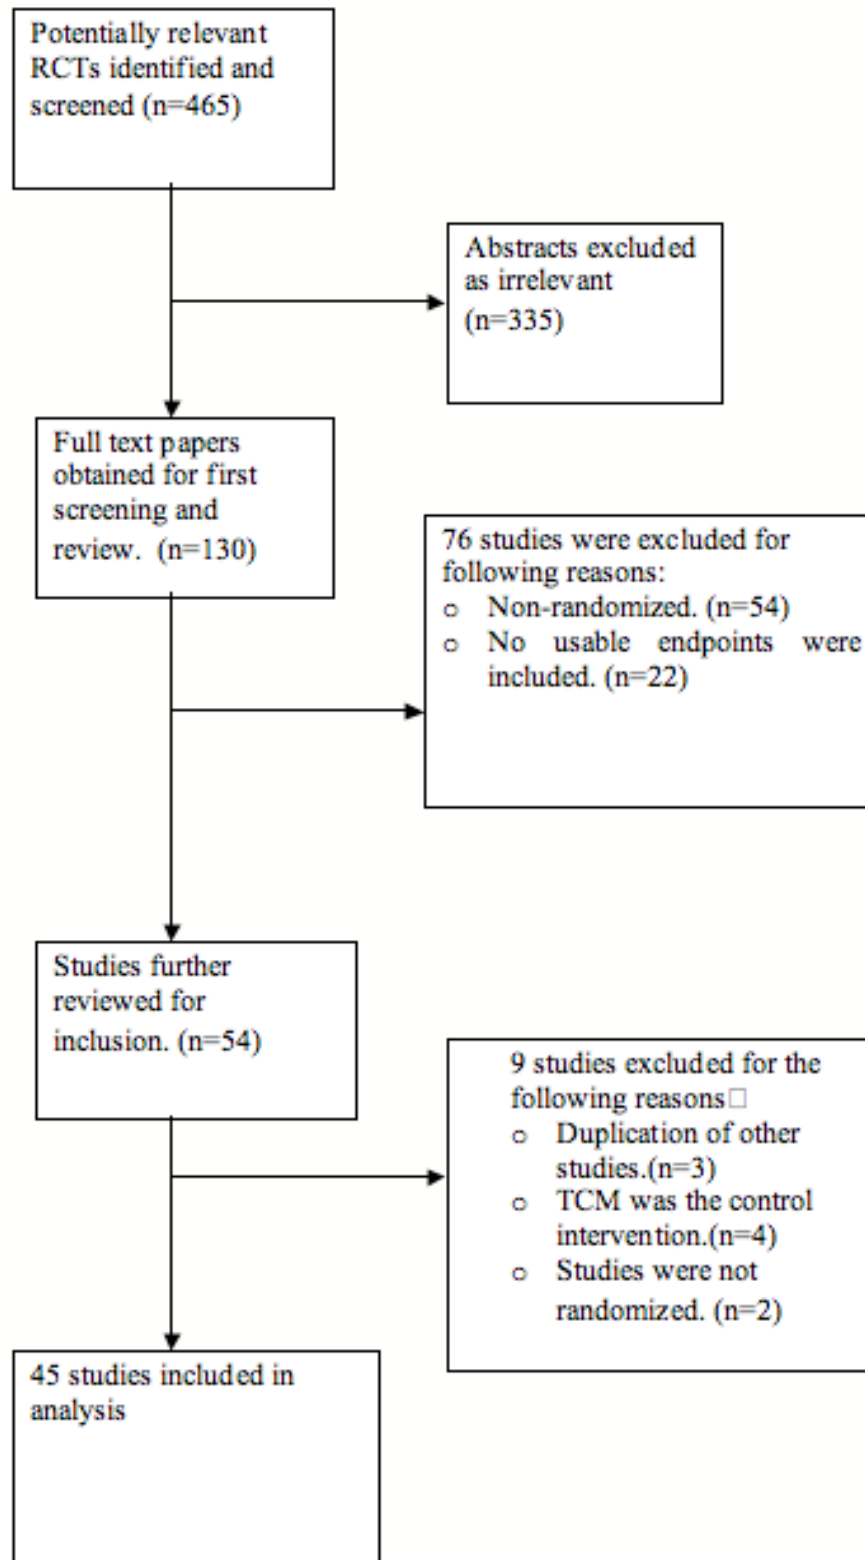 Potentially relevant
RCTs identified and
screened (n=465)
Abstracts excluded
as irrelevant
(n=335)
Full text papers
obtained for first
screening and
review. (n=130)
76 studies were excluded for
following reasons:
o Non-randomized. (n=54)
o No usable endpoints were
included. (n=22)
Studies further
reviewed for
inclusion. (n=54)
9 studies excluded for the
following reasons□
o Duplication of other
studies.(n=3)
o TCM was the control
intervention.(n=4)
o Studies were not
randomized. (n=2)
45 studies included in
analysis